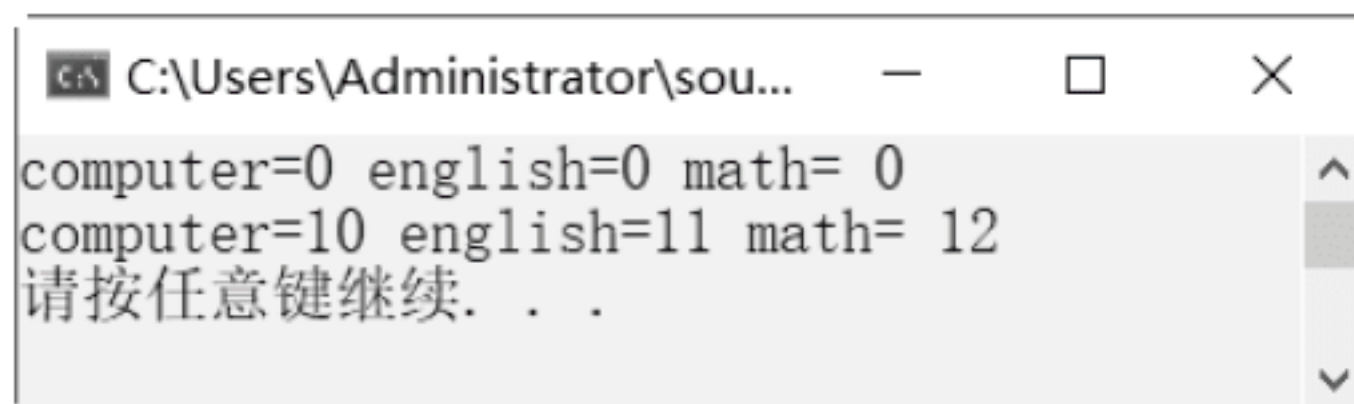 C:\Users\Administrator\sou...
computer=0 english=0 math= 0
computer=10 english=11 math= 12
请按任意键继续. . .